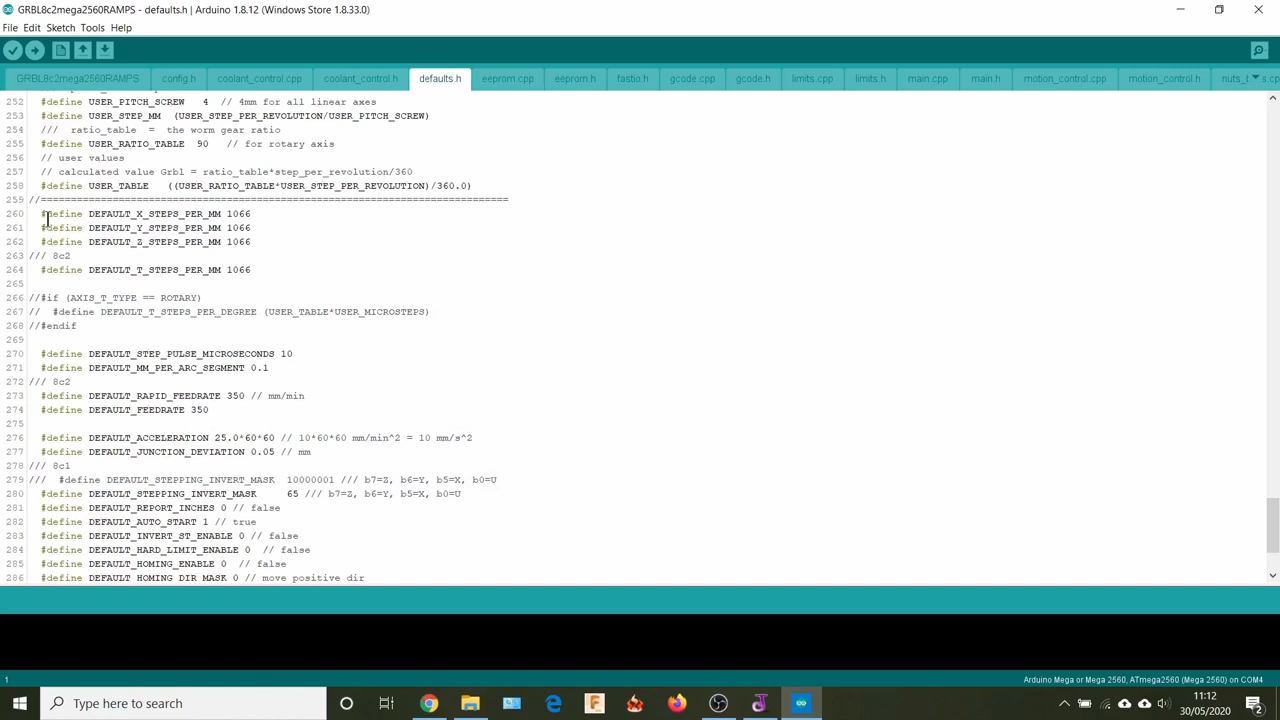 GRBL8c2mega2560RAMPS - defaults.h | Arduino 1.8.12 (Windows Store 1.8.33.0)
File Edit Sketch Tools Help
GRBL8c2mega2560RAMPS config.h coolant_control.cpp coolant_control.h defaults.h eeprom.cpp eeprom.h fastio.h gcode.cpp gcode.h limits.cpp limits.h main.cpp main.h motion_control.cpp motion_control.h nuts_t s.cp
252 #define USER_PITCH_SCREW 4 // 4mm for all linear axes
253 #define USER_STEP_MM (USER_STEP_PER_REVOLUTION/USER_PITCH_SCREW)
254 /// ratio_table = the worm gear ratio
255 #define USER_RATIO_TABLE 90 // for rotary axis
256 // user values
257 // calculated value Grbl = ratio_table*step_per_revolution/360
258 #define USER_TABLE ((USER_RATIO_TABLE*USER_STEP_PER_REVOLUTION)/360.0)
259 //==============================================================================
260 #define DEFAULT_X_STEPS_PER_MM 1066
261 #define DEFAULT_Y_STEPS_PER_MM 1066
262 #define DEFAULT_Z_STEPS_PER_MM 1066
263 /// 8c2
264 #define DEFAULT_T_STEPS_PER_MM 1066
265
266 //#if (AXIS_T_TYPE == ROTARY)
267 // #define DEFAULT_T_STEPS_PER_DEGREE (USER_TABLE*USER_MICROSTEPS)
268 //#endif
269
270 #define DEFAULT_STEP_PULSE_MICROSECONDS 10
271 #define DEFAULT_MM_PER_ARC_SEGMENT 0.1
272 /// 8c2
273 #define DEFAULT_RAPID_FEEDRATE 350 // mm/min
274 #define DEFAULT_FEEDRATE 350
275
276 #define DEFAULT_ACCELERATION 25.0*60*60 // 10*60*60 mm/min^2 = 10 mm/s^2
277 #define DEFAULT_JUNCTION_DEVIATION 0.05 // mm
278 /// 8c1
279 /// #define DEFAULT_STEPPING_INVERT_MASK 10000001 /// b7=Z, b6=Y, b5=X, b0=U
280 #define DEFAULT_STEPPING_INVERT_MASK 65 /// b7=Z, b6=Y, b5=X, b0=U
281 #define DEFAULT_REPORT_INCHES 0 // false
282 #define DEFAULT_AUTO_START 1 // true
283 #define DEFAULT_INVERT_ST_ENABLE 0 // false
284 #define DEFAULT_HARD_LIMIT_ENABLE 0 // false
285 #define DEFAULT_HOMING_ENABLE 0 // false
286 #define DEFAULT_HOMING_DIR_MASK 0 // move positive dir
1 Arduino Mega or Mega 2560, ATmega2560 (Mega 2560) on COM4
Type here to search
11:12
30/05/2020
2